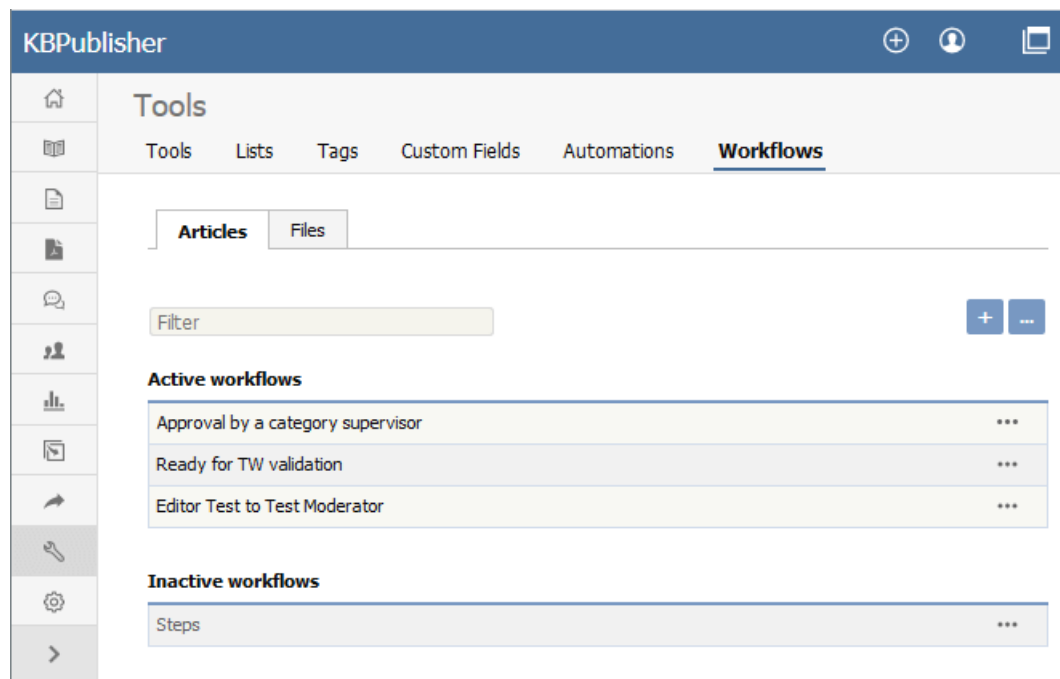 KBPublisher
Tools
Tools Lists Tags Custom Fields Automations Workflows
Articles Files
Filter
+ ...
Active workflows
Approval by a category supervisor
Ready for TW validation
Editor Test to Test Moderator
Inactive workflows
Steps